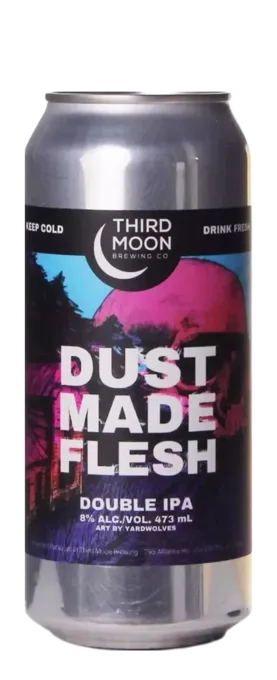 KEEP COLD
THIRD
MOON
BREWING CO
DRINK FRESH
DUST
MADE
FLESH
DOUBLE IPA
8% ALC./VOL. 473 mL
ART BY YARDWOLVES